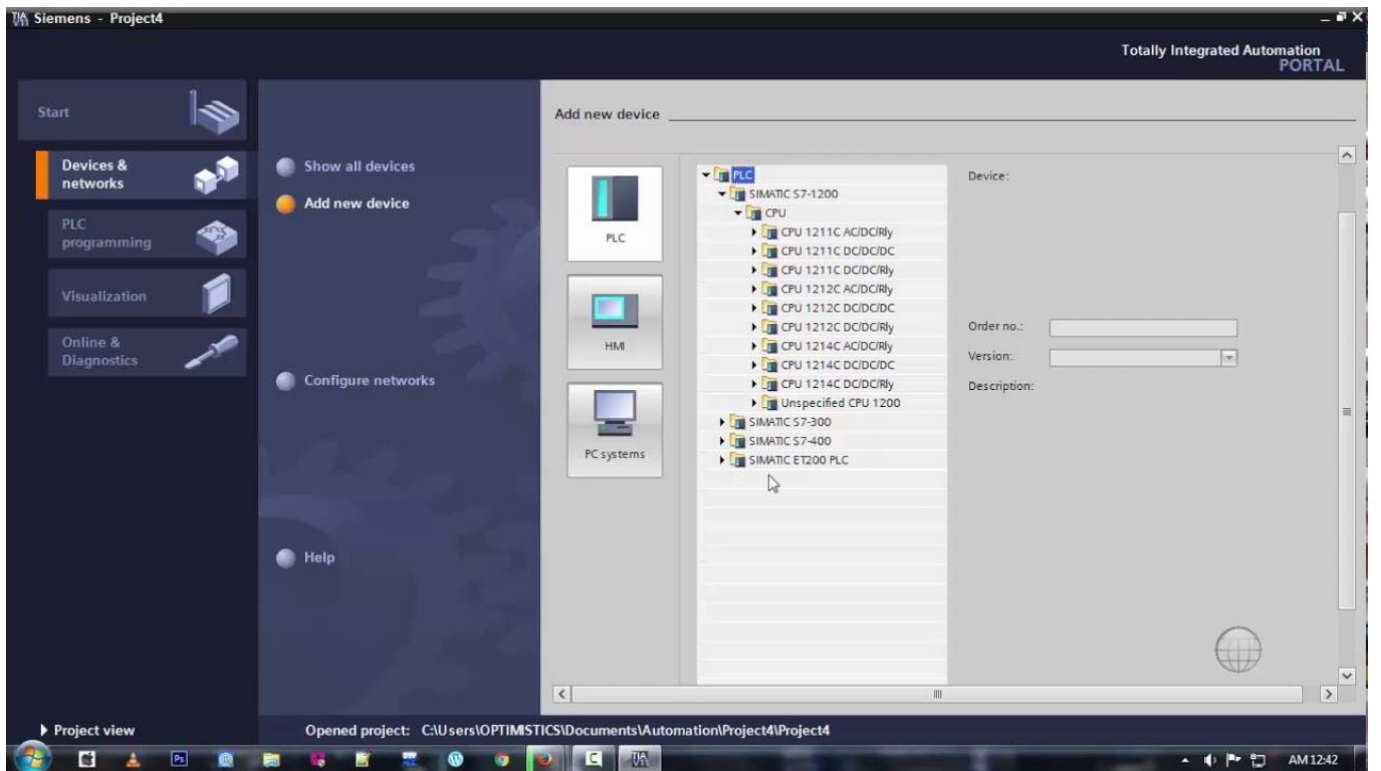 Siemens - Project4
Totally Integrated Automation
PORTAL
Start
Devices &
networks
PLC
programming
Visualization
Online &
Diagnostics
Show all devices
Add new device
Configure networks
Help
Add new device
PLC
HMI
PC systems
PLC
SIMATIC S7-1200
CPU
CPU 1211C AC/DC/Rly
CPU 1211C DC/DC/DC
CPU 1211C DC/DC/Rly
CPU 1212C AC/DC/Rly
CPU 1212C DC/DC/DC
CPU 1212C DC/DC/Rly
CPU 1214C AC/DC/Rly
CPU 1214C DC/DC/DC
CPU 1214C DC/DC/Rly
Unspecified CPU 1200
SIMATIC S7-300
SIMATIC S7-400
SIMATIC ET200 PLC
Device:
Order no.:
Version:
Description:
Project view
Opened project: C:\Users\OPTIMISTICS\Documents\Automation\Project4\Project4
Ps
AM 12:42